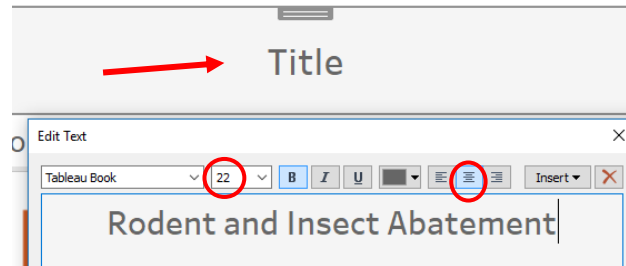 Title
Edit Text
Tableau Book 22 B I U Insert
Rodent and Insect Abatement